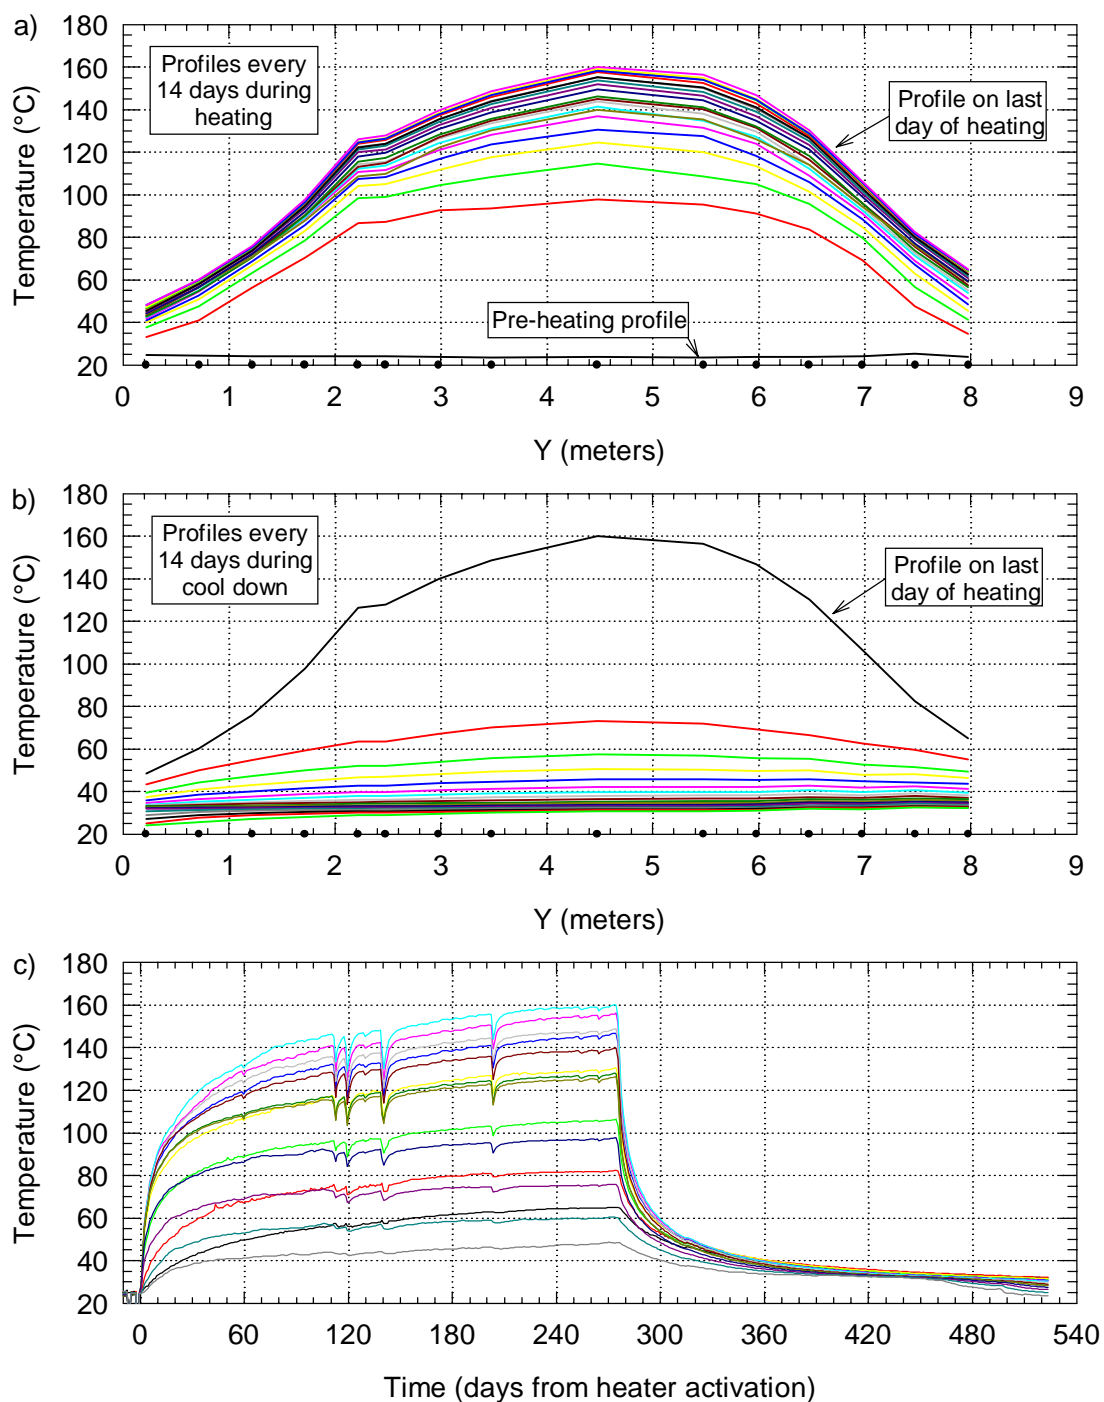 a)
180
160
140
120
100
80
60
40
20
Temperature (°C)
Profiles every
14 days during
heating
Profile on last
day of heating
Pre-heating profile
0 1 2 3 4 5 6 7 8 9
Y (meters)
b)
180
160
140
120
100
80
60
40
20
Temperature (°C)
Profiles every
14 days during
cool down
Profile on last
day of heating
0 1 2 3 4 5 6 7 8 9
Y (meters)
c)
180
160
140
120
100
80
60
40
20
Temperature (°C)
0 60 120 180 240 300 360 420 480 540
Time (days from heater activation)